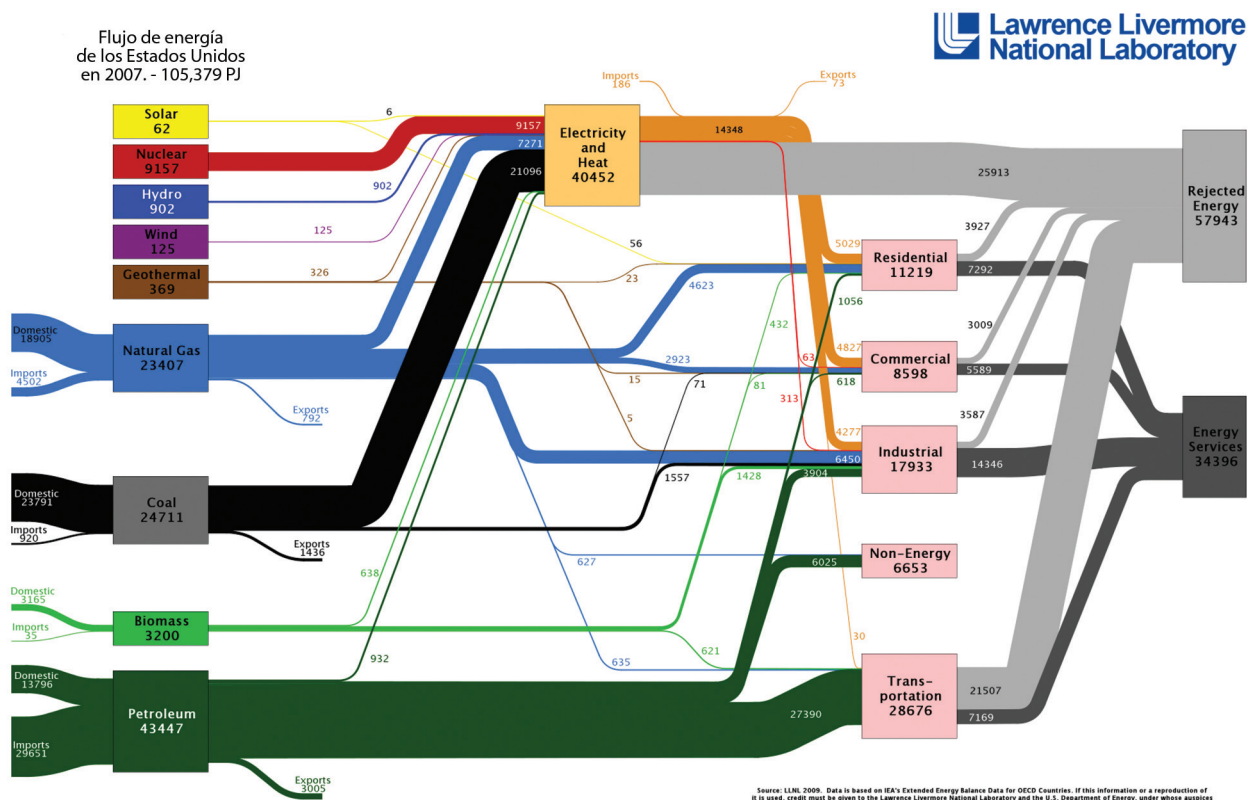 Flujo de energía
de los Estados Unidos
en 2007. - 105,379 PJ
Lawrence Livermore
National Laboratory
Imports
186
Exports
73
Solar
62
6
Nuclear
9157
9157
7271
21096
Electricity
and
Heat
40452
14348
25913
Rejected
Energy
57943
Hydro
902
902
Wind
125
125
Geothermal
369
326
56
23
4623
5029
Residential
11219
3927
7292
1056
Domestic
18905
Imports
4502
Natural Gas
23407
Exports
792
432
3009
2923
15
71
81
63
4827
618
Commercial
8598
5589
313
5
3587
4277
6450
3904
Industrial
17933
14346
Energy
Services
34396
Domestic
23791
Imports
920
Coal
24711
Exports
1436
1557
1428
638
627
6025
Non-Energy
6653
Domestic
3165
Imports
35
Biomass
3200
932
621
635
30
Domestic
13796
Imports
29651
Petroleum
43447
Exports
3005
27390
Trans-
portation
28676
21507
7169
Source: LLNL 2009. Data is based on IEA's Extended Energy Balance Data for OECD Countries. If this information or a reproduction of
it is used, credit must be given to the Lawrence Livermore National Laboratory and the U.S. Department of Energy, under whose auspices